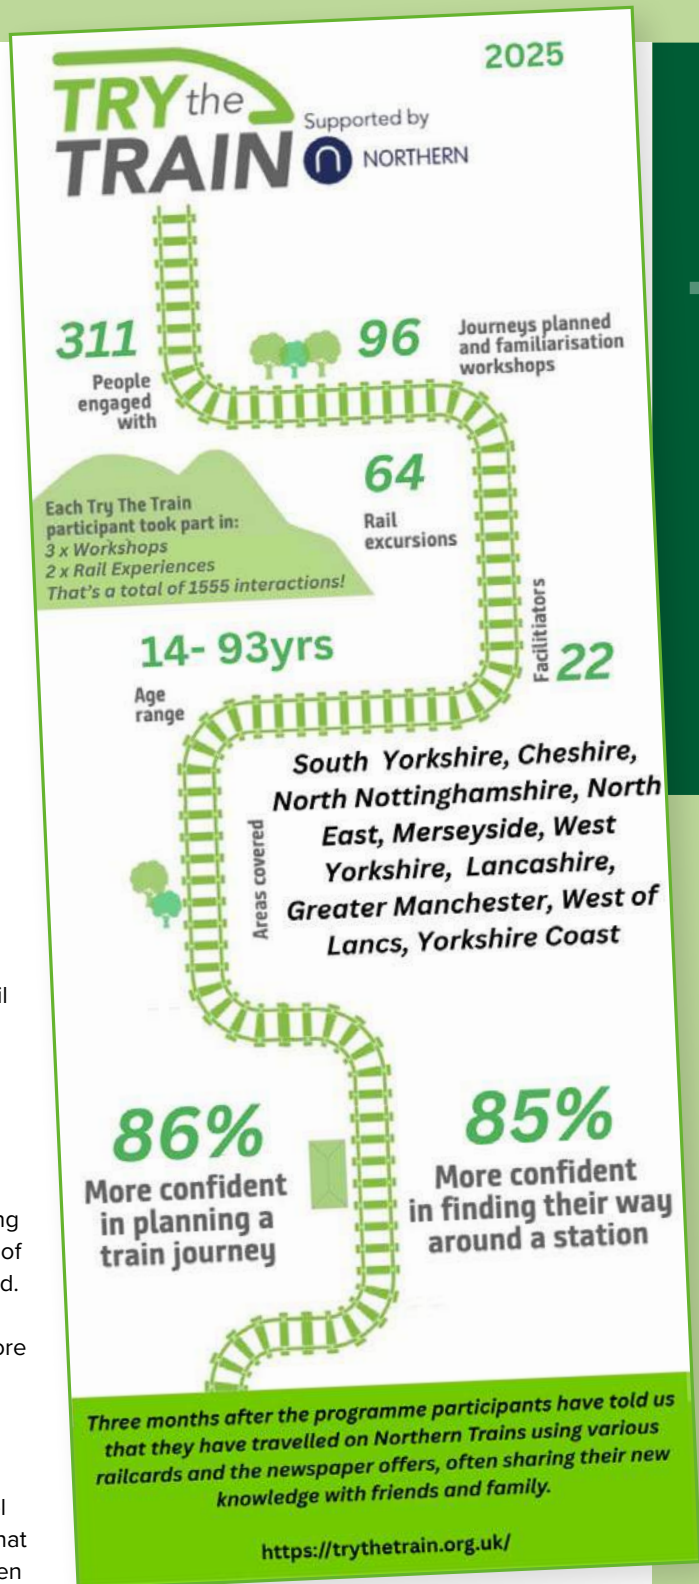 2025
TRY the
TRAIN
Supported by
NORTHERN
311
People
engaged
with
96
Journeys planned
and familiarisation
workshops
64
Rail
excursions
Each Try The Train
participant took part in:
3 x Workshops
2 x Rail Experiences
That's a total of 1555 interactions!
14- 93yrs
Age
range
Facilitiators
22
Areas covered
South Yorkshire, Cheshire,
North Nottinghamshire, North
East, Merseyside, West
Yorkshire, Lancashire,
Greater Manchester, West of
Lancs, Yorkshire Coast
86%
More confident
in planning a
train journey
85%
More confident
in finding their way
around a station
of
Three months after the programme participants have told us
that they have travelled on Northern Trains using various
railcards and the newspaper offers, often sharing their new
knowledge with friends and family.
https://trythetrain.org.uk/